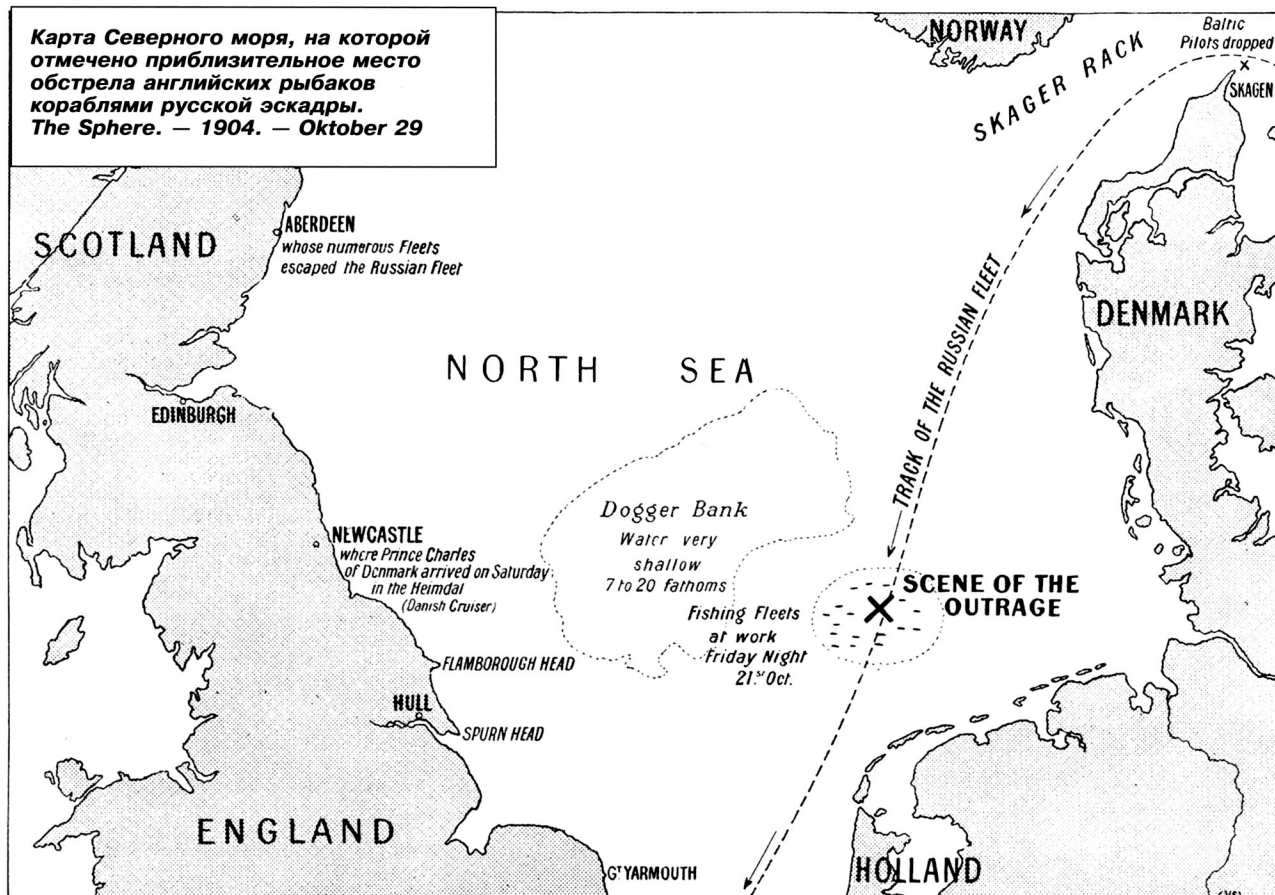 Карта Северного моря, на которой
отмечено приблизительное место
обстрела английских рыбаков
кораблями русской эскадры.
The Sphere. — 1904. — Oktober 29
NORWAY
Baltic
Pilots dropped
SKAGEN
SKAGER RACK
SCOTLAND
ABERDEEN
whose numerous Fleets
escaped the Russian Fleet
TRACK OF THE RUSSIAN FLEET
DENMARK
NORTH SEA
EDINBURGH
Dogger Bank
Water very
shallow
7 to 20 fathoms
NEWCASTLE
where Prince Charles
of Denmark arrived on Saturday
in the Heimdal
(Danish Cruiser)
SCENE OF THE
OUTRAGE
Fishing Fleets
at work
Friday Night
21.st Oct.
FLAMBOROUGH HEAD
HULL
SPURN HEAD
ENGLAND
GT YARMOUTH
HOLLAND